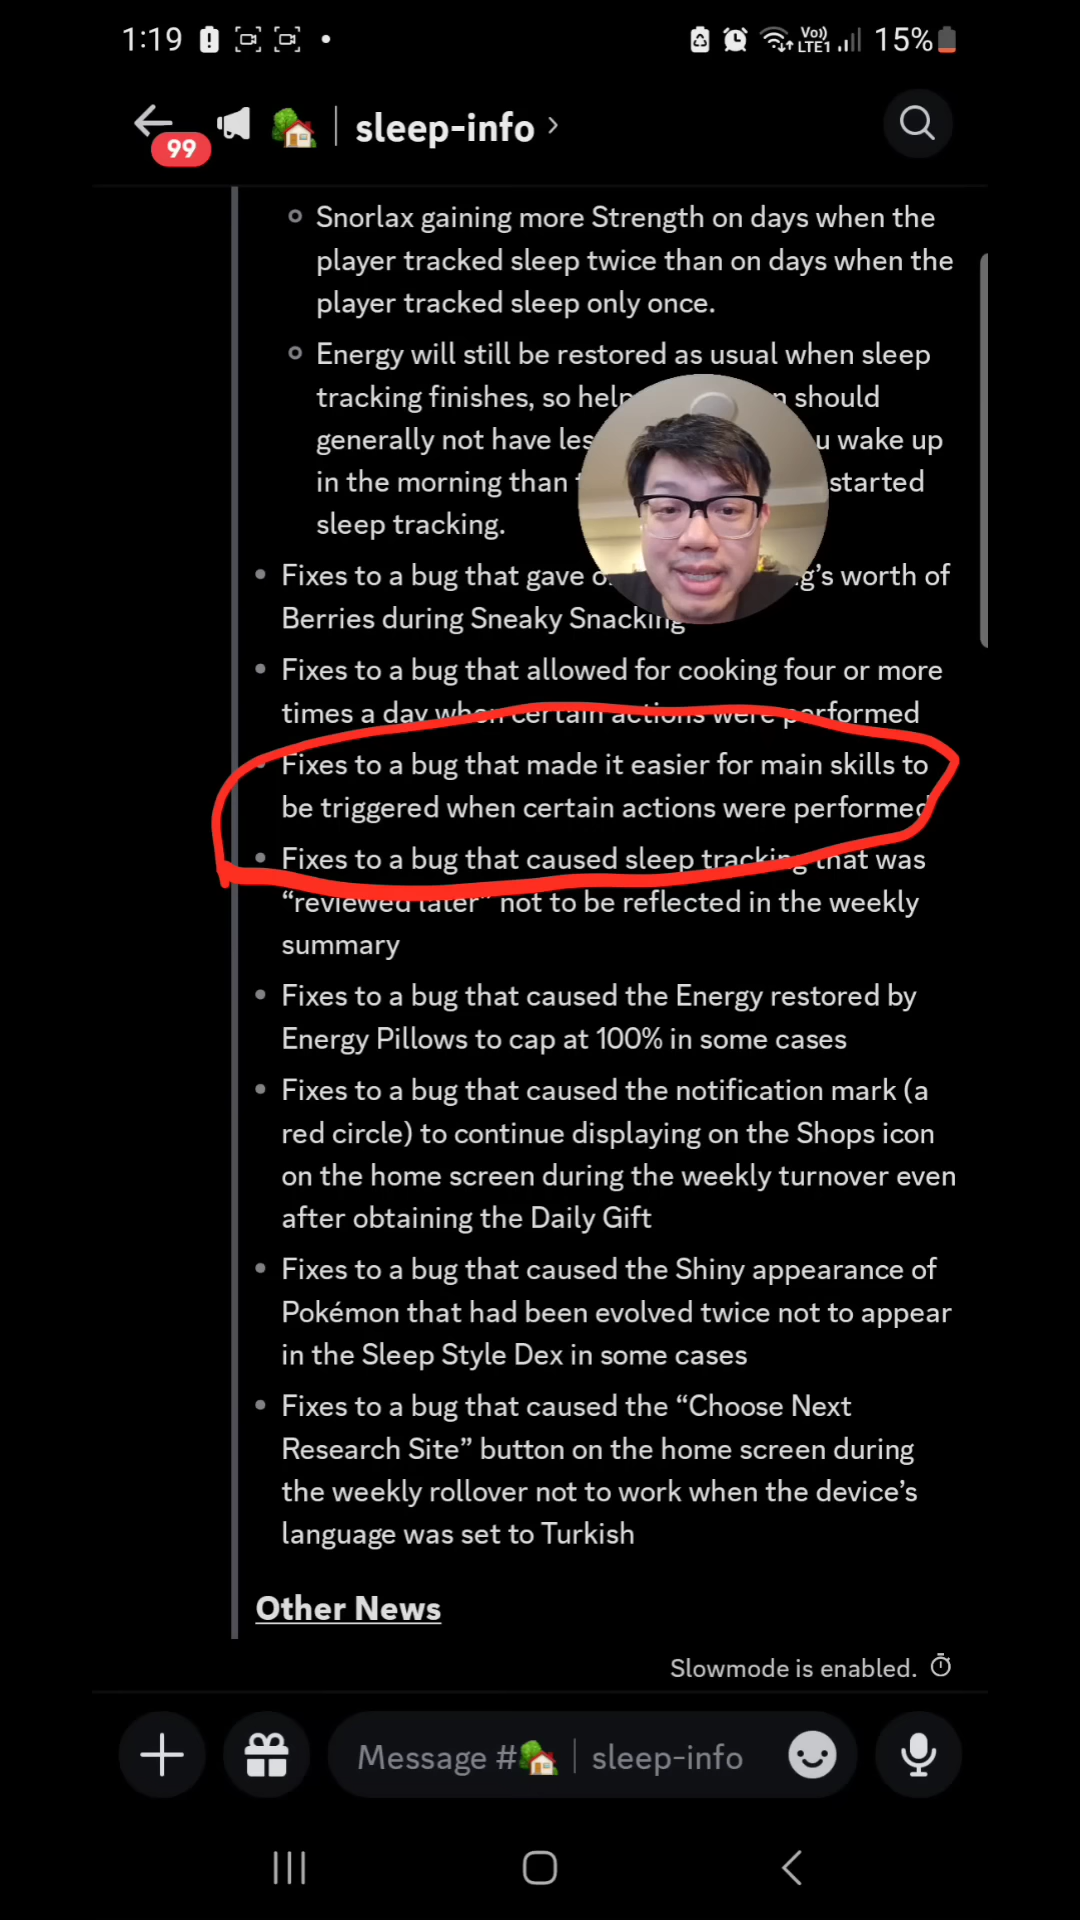 1:19
Vo))
LTE1
15%
99
sleep-info
Snorlax gaining more Strength on days when the
player tracked sleep twice than on days when the
player tracked sleep only once.
Energy will still be restored as usual when sleep
tracking finishes, so should
generally not have u wake up
in the morning than started
sleep tracking.
Fixes to a bug that gave g's worth of
Berries during Sneaky Snacking
Fixes to a bug that allowed for cooking four or more
times a day when certain actions were performed
Fixes to a bug that made it easier for main skills to
be triggered when certain actions were performed
Fixes to a bug that caused sleep tracking that was
“reviewed later” not to be reflected in the weekly
summary
Fixes to a bug that caused the Energy restored by
Energy Pillows to cap at 100% in some cases
Fixes to a bug that caused the notification mark (a
red circle) to continue displaying on the Shops icon
on the home screen during the weekly turnover even
after obtaining the Daily Gift
Fixes to a bug that caused the Shiny appearance of
Pokémon that had been evolved twice not to appear
in the Sleep Style Dex in some cases
Fixes to a bug that caused the “Choose Next
Research Site” button on the home screen during
the weekly rollover not to work when the device’s
language was set to Turkish
Other News
Slowmode is enabled.
Message # sleep-info